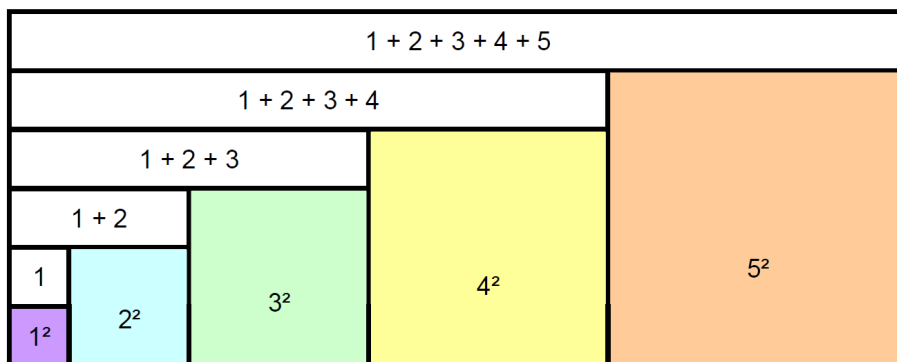 1 + 2 + 3 + 4 + 5
1 + 2 + 3 + 4
1 + 2 + 3
1 + 2
1
1²
2²
3²
4²
5²